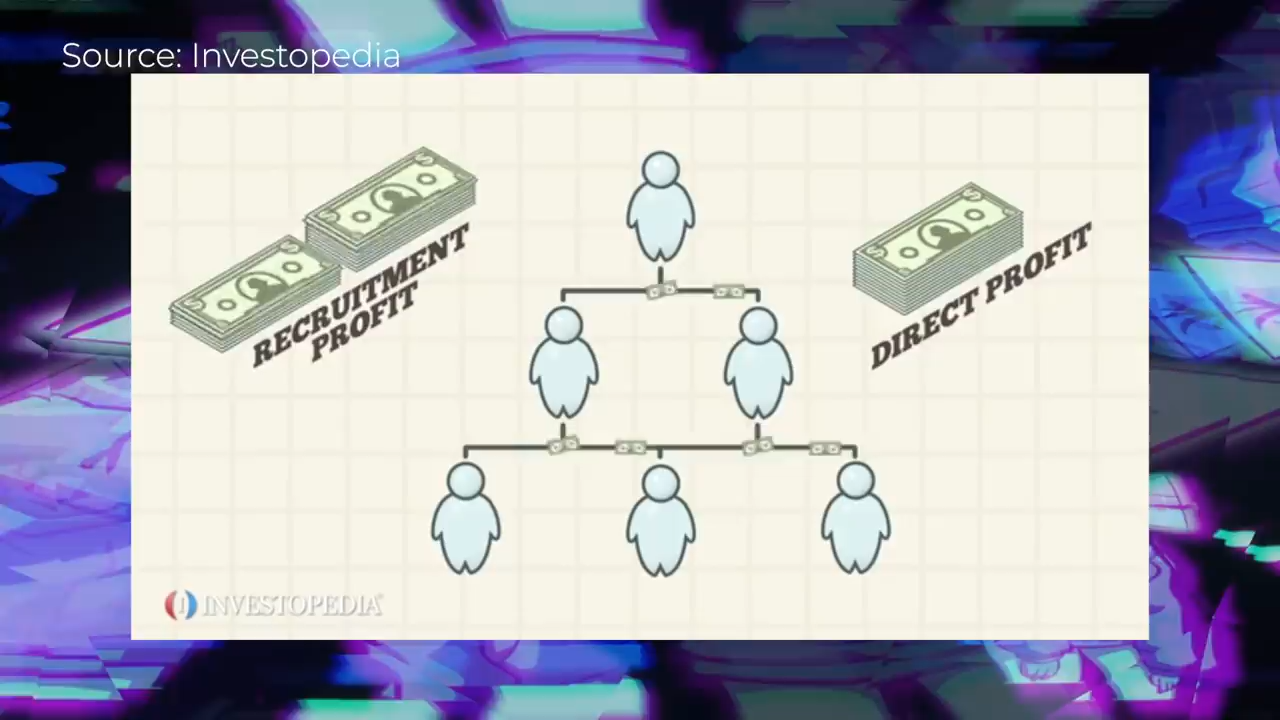 Source: Investopedia
RECRUITMENT
PROFIT
DIRECT PROFIT
INVESTOPEDIA